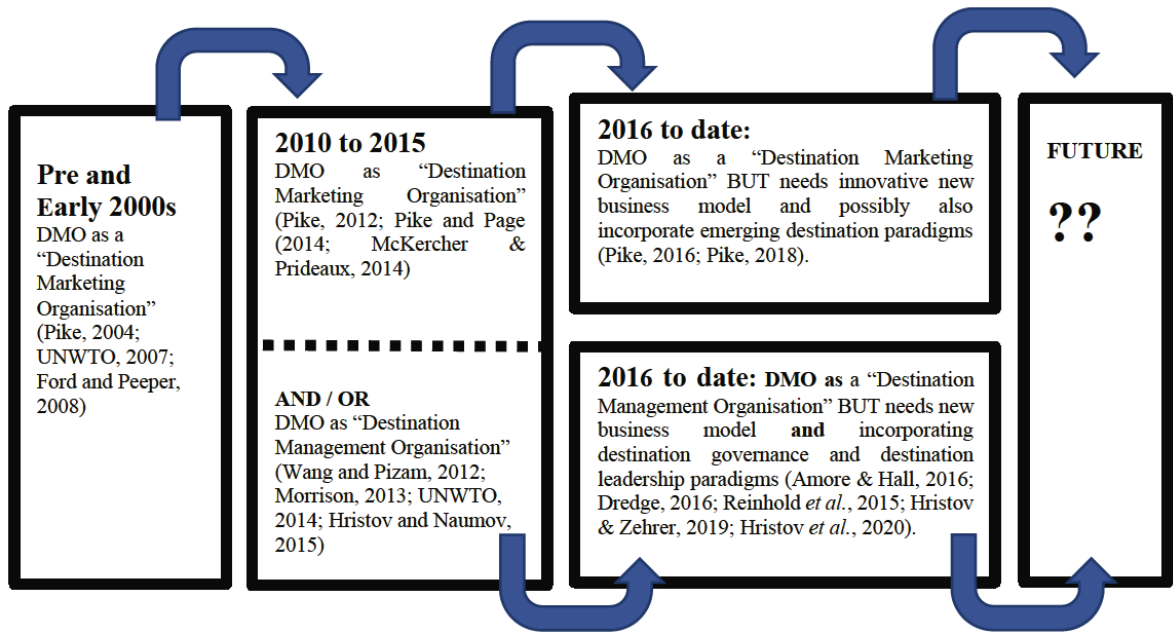 Pre and
Early 2000s
DMO as a
“Destination
Marketing
Organisation”
(Pike, 2004;
UNWTO, 2007;
Ford and Peeper,
2008)
2010 to 2015
DMO as “Destination
Marketing Organisation”
(Pike, 2012; Pike and Page
(2014; McKercher &
Prideaux, 2014)
AND / OR
DMO as “Destination
Management Organisation”
(Wang and Pizam, 2012;
Morrison, 2013; UNWTO,
2014; Hristov and Naumov,
2015)
2016 to date:
DMO as a “Destination Marketing
Organisation” BUT needs innovative new
business model and possibly also
incorporate emerging destination paradigms
(Pike, 2016; Pike, 2018).
2016 to date: DMO as a “Destination
Management Organisation” BUT needs new
business model and incorporating
destination governance and destination
leadership paradigms (Amore & Hall, 2016;
Dredge, 2016; Reinhold et al., 2015; Hristov
& Zehrer, 2019; Hristov et al., 2020).
FUTURE
??